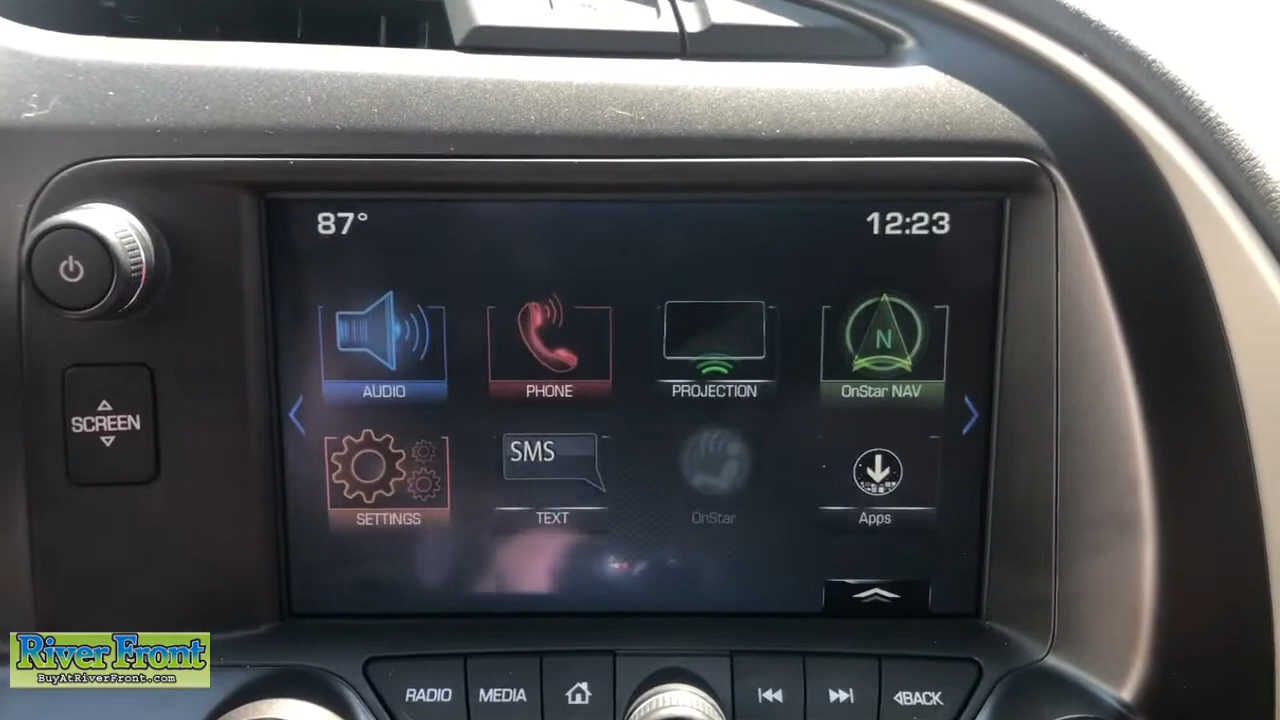 87° 12:23
N
AUDIO PHONE PROJECTION OnStar NAV
SCREEN
SMS
SETTINGS TEXT OnStar Apps
River Front
BuyAtRiverFront.com
RADIO MEDIA BACK